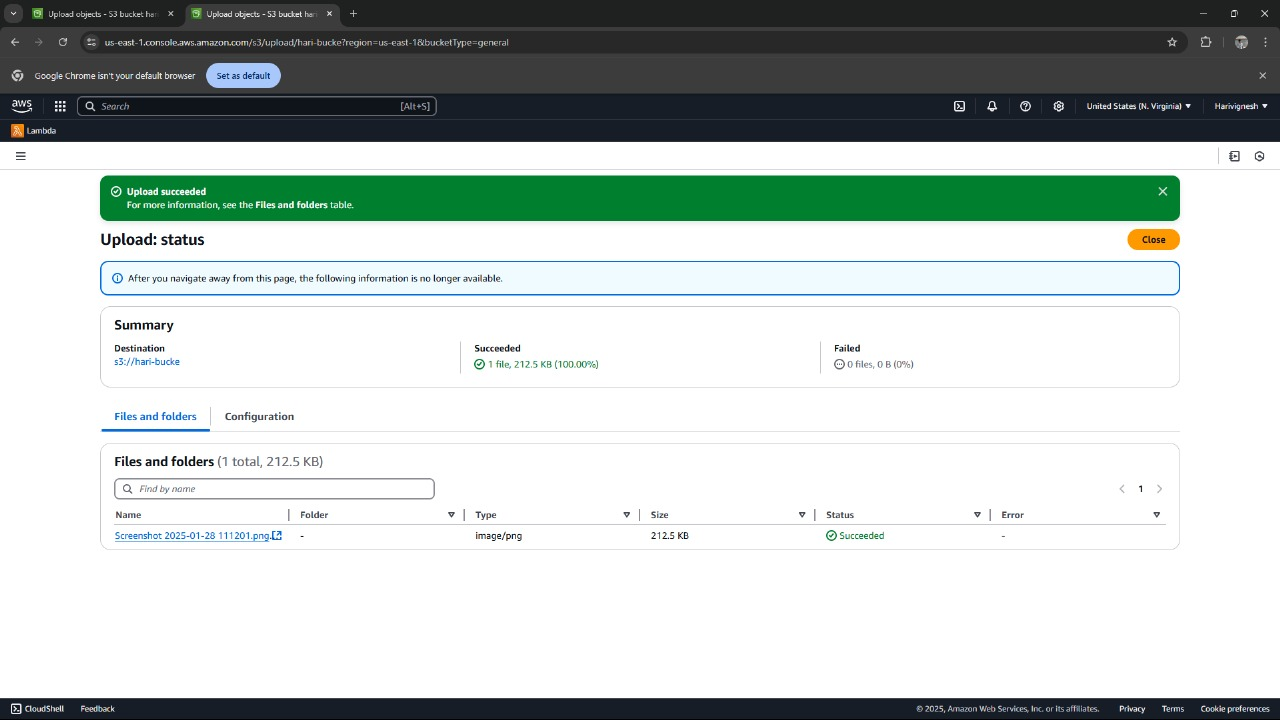 Upload objects - S3 bucket har
Upload objects - S3 bucket hari
us-east-1.console.aws.amazon.com/s3/upload/hari-bucke?region=us-east-1&bucketType=general
Google Chrome isn't your default browser
Set as default
aws
Search
[Alt+S]
United States (N. Virginia)
Harivignesh
Lambda
Upload succeeded
For more information, see the Files and folders table.
Upload: status
Close
After you navigate away from this page, the following information is no longer available.
Summary
Destination
s3://hari-bucke
Succeeded
1 file, 212.5 KB (100.00%)
Failed
0 files, 0 B (0%)
Files and folders
Configuration
Files and folders (1 total, 212.5 KB)
Find by name
1
Name
Folder
Type
Size
Status
Error
Screenshot 2025-01-28 111201.png
-
image/png
212.5 KB
Succeeded
-
CloudShell
Feedback
© 2025, Amazon Web Services, Inc. or its affiliates.
Privacy
Terms
Cookie preferences